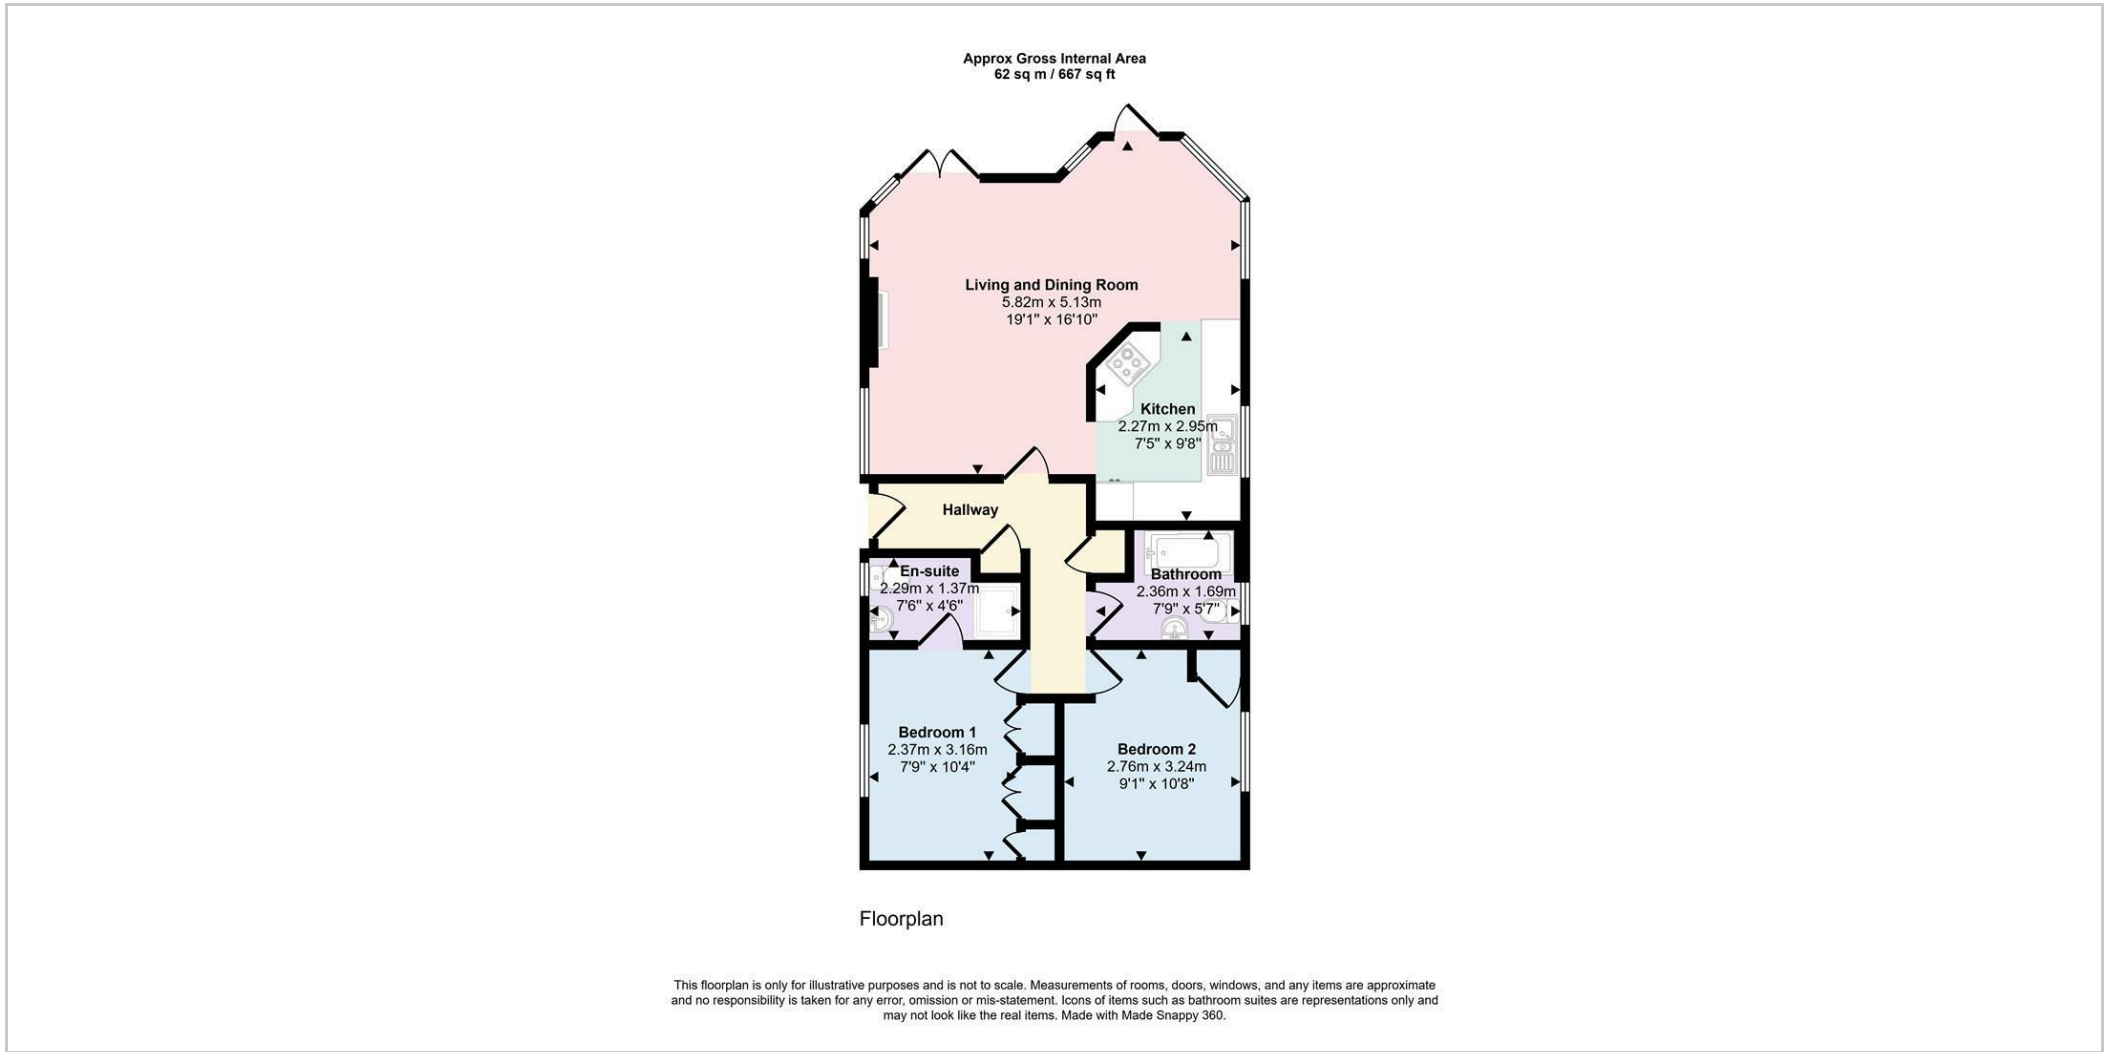 Approx Gross Internal Area
62 sq m / 667 sq ft
Living and Dining Room
5.82m x 5.13m
19'1" x 16'10"
Kitchen
2.27m x 2.95m
7'5" x 9'8"
Hallway
En-suite
2.29m x 1.37m
7'6" x 4'6"
Bathroom
2.36m x 1.69m
7'9" x 5'7"
Bedroom 1
2.37m x 3.16m
7'9" x 10'4"
Bedroom 2
2.76m x 3.24m
9'1" x 10'8"
Floorplan
This floorplan is only for illustrative purposes and is not to scale. Measurements of rooms, doors, windows, and any items are approximate
and no responsibility is taken for any error, omission or mis-statement. Icons of items such as bathroom suites are representations only and
may not look like the real items. Made with Made Snappy 360.